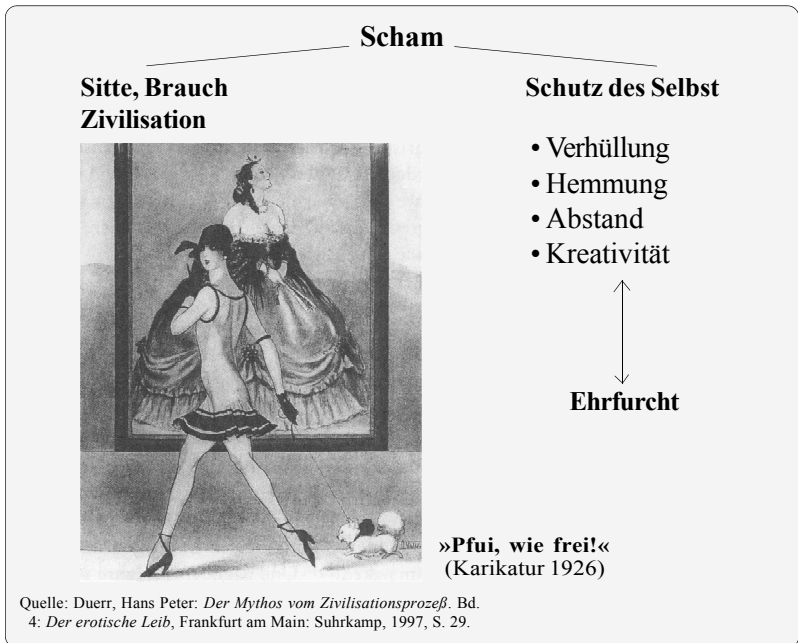 Scham
Sitte, Brauch
Zivilisation
Schutz des Selbst
• Verhüllung
• Hemmung
• Abstand
• Kreativität
Ehrfurcht
»Pfui, wie frei!«
(Karikatur 1926)
Quelle: Duerr, Hans Peter: Der Mythos vom Zivilisationsprozeß. Bd.
4: Der erotische Leib, Frankfurt am Main: Suhrkamp, 1997, S. 29.